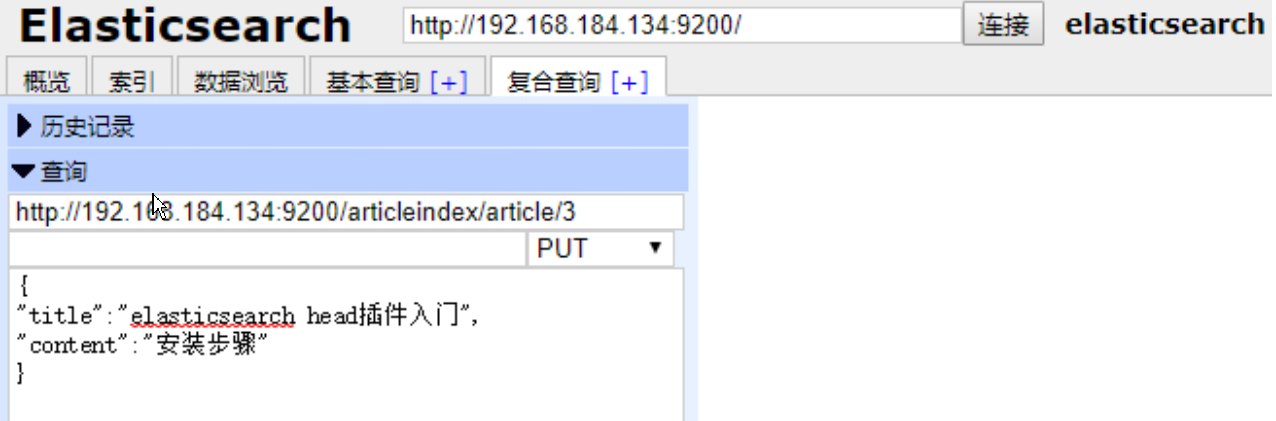 Elasticsearch http://192.168.184.134:9200/ 连接 elasticsearch
概览 索引 数据浏览 基本查询 [+] 复合查询 [+]
历史记录
查询
http://192.168.184.134:9200/articleindex/article/3
PUT
{
"title":"elasticsearch head插件入门",
"content":"安装步骤"
}